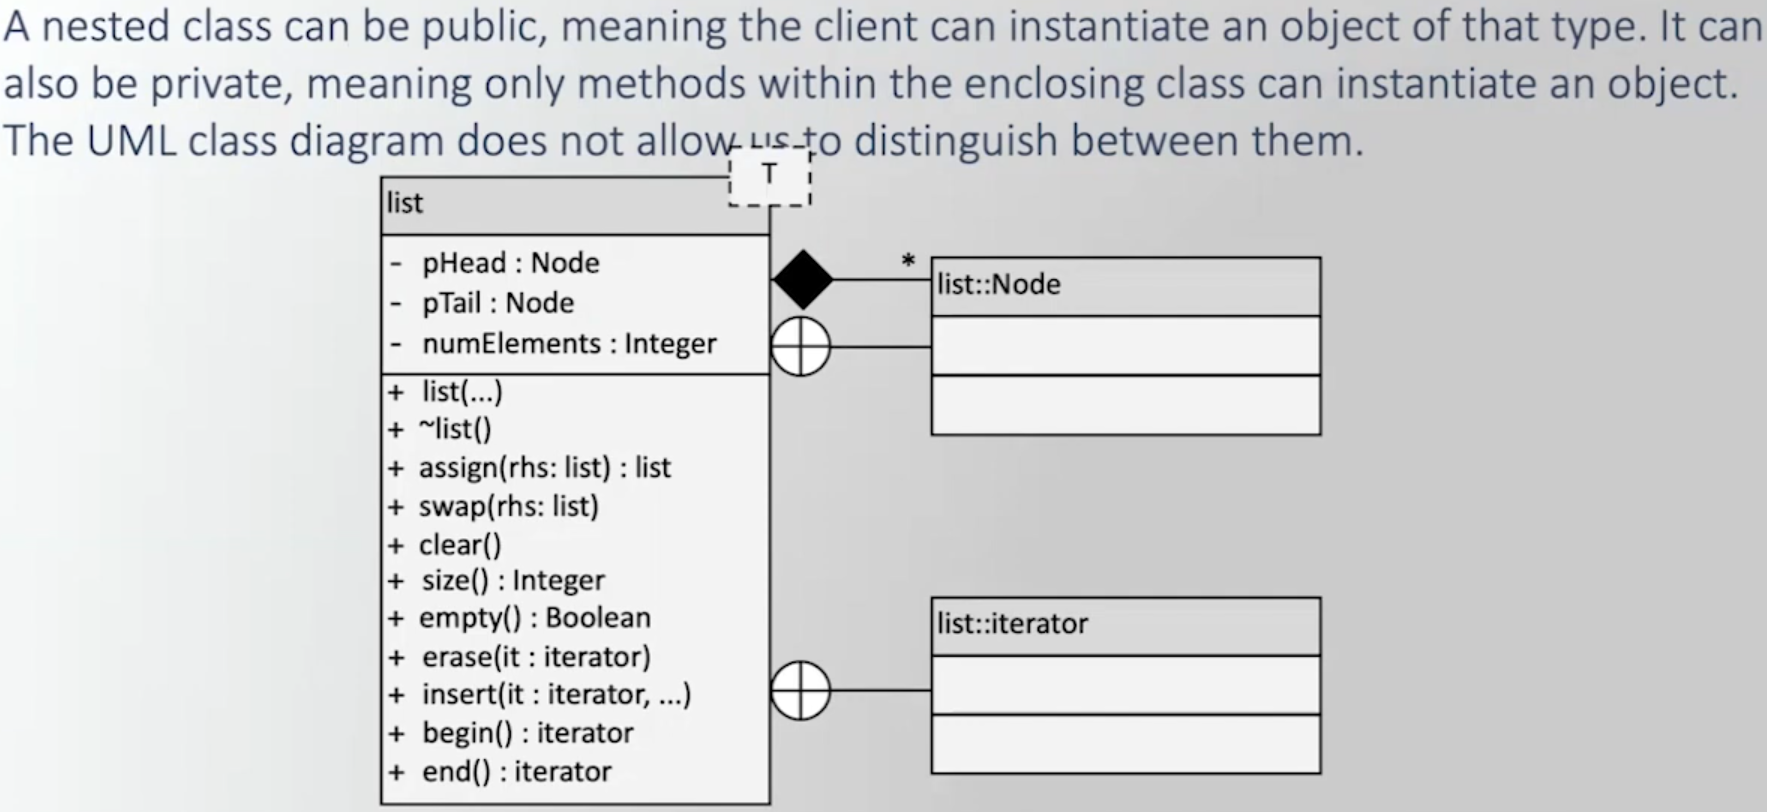 A nested class can be public, meaning the client can instantiate an object of that type. It can
also be private, meaning only methods within the enclosing class can instantiate an object.
The UML class diagram does not allow us to distinguish between them.
T
list
- pHead : Node
- pTail : Node
- numElements : Integer
+ list(...)
+ ~list()
+ assign(rhs: list) : list
+ swap(rhs: list)
+ clear()
+ size() : Integer
+ empty() : Boolean
+ erase(it : iterator)
+ insert(it : iterator, ...)
+ begin() : iterator
+ end() : iterator
*
list::Node
list::iterator